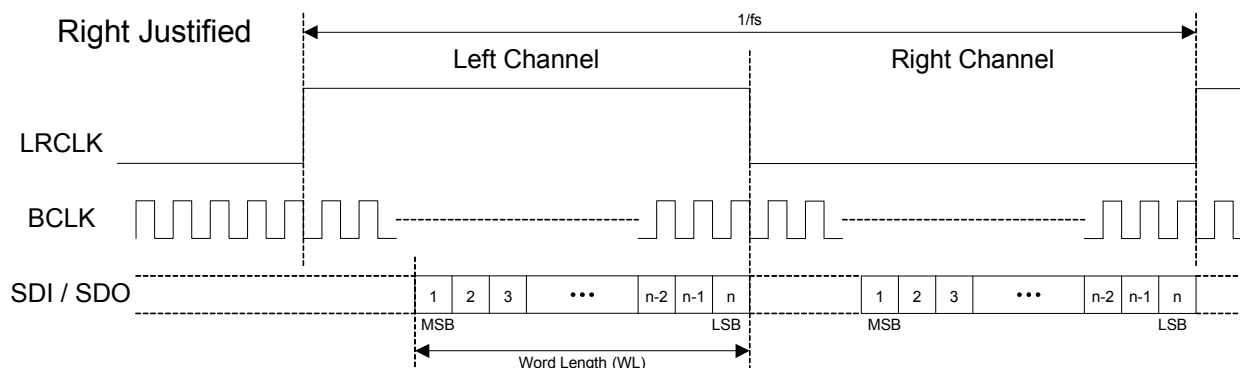 Right Justified
1/fs
Left Channel
Right Channel
LRCLK
BCLK
SDI / SDO
1 2 3 ••• n-2 n-1 n 1 2 3 ••• n-2 n-1 n
MSB LSB MSB LSB
Word Length (WL)